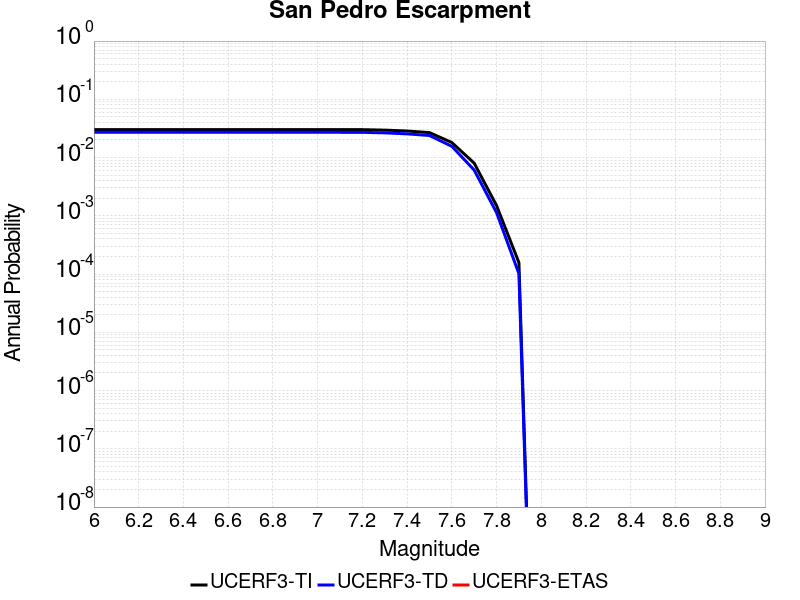 San Pedro Escarpment
10^0
10^-1
10^-2
10^-3
10^-4
10^-5
10^-6
10^-7
10^-8
Annual Probability
6 6.2 6.4 6.6 6.8 7 7.2 7.4 7.6 7.8 8 8.2 8.4 8.6 8.8 9
Magnitude
UCERF3-TI UCERF3-TD UCERF3-ETAS